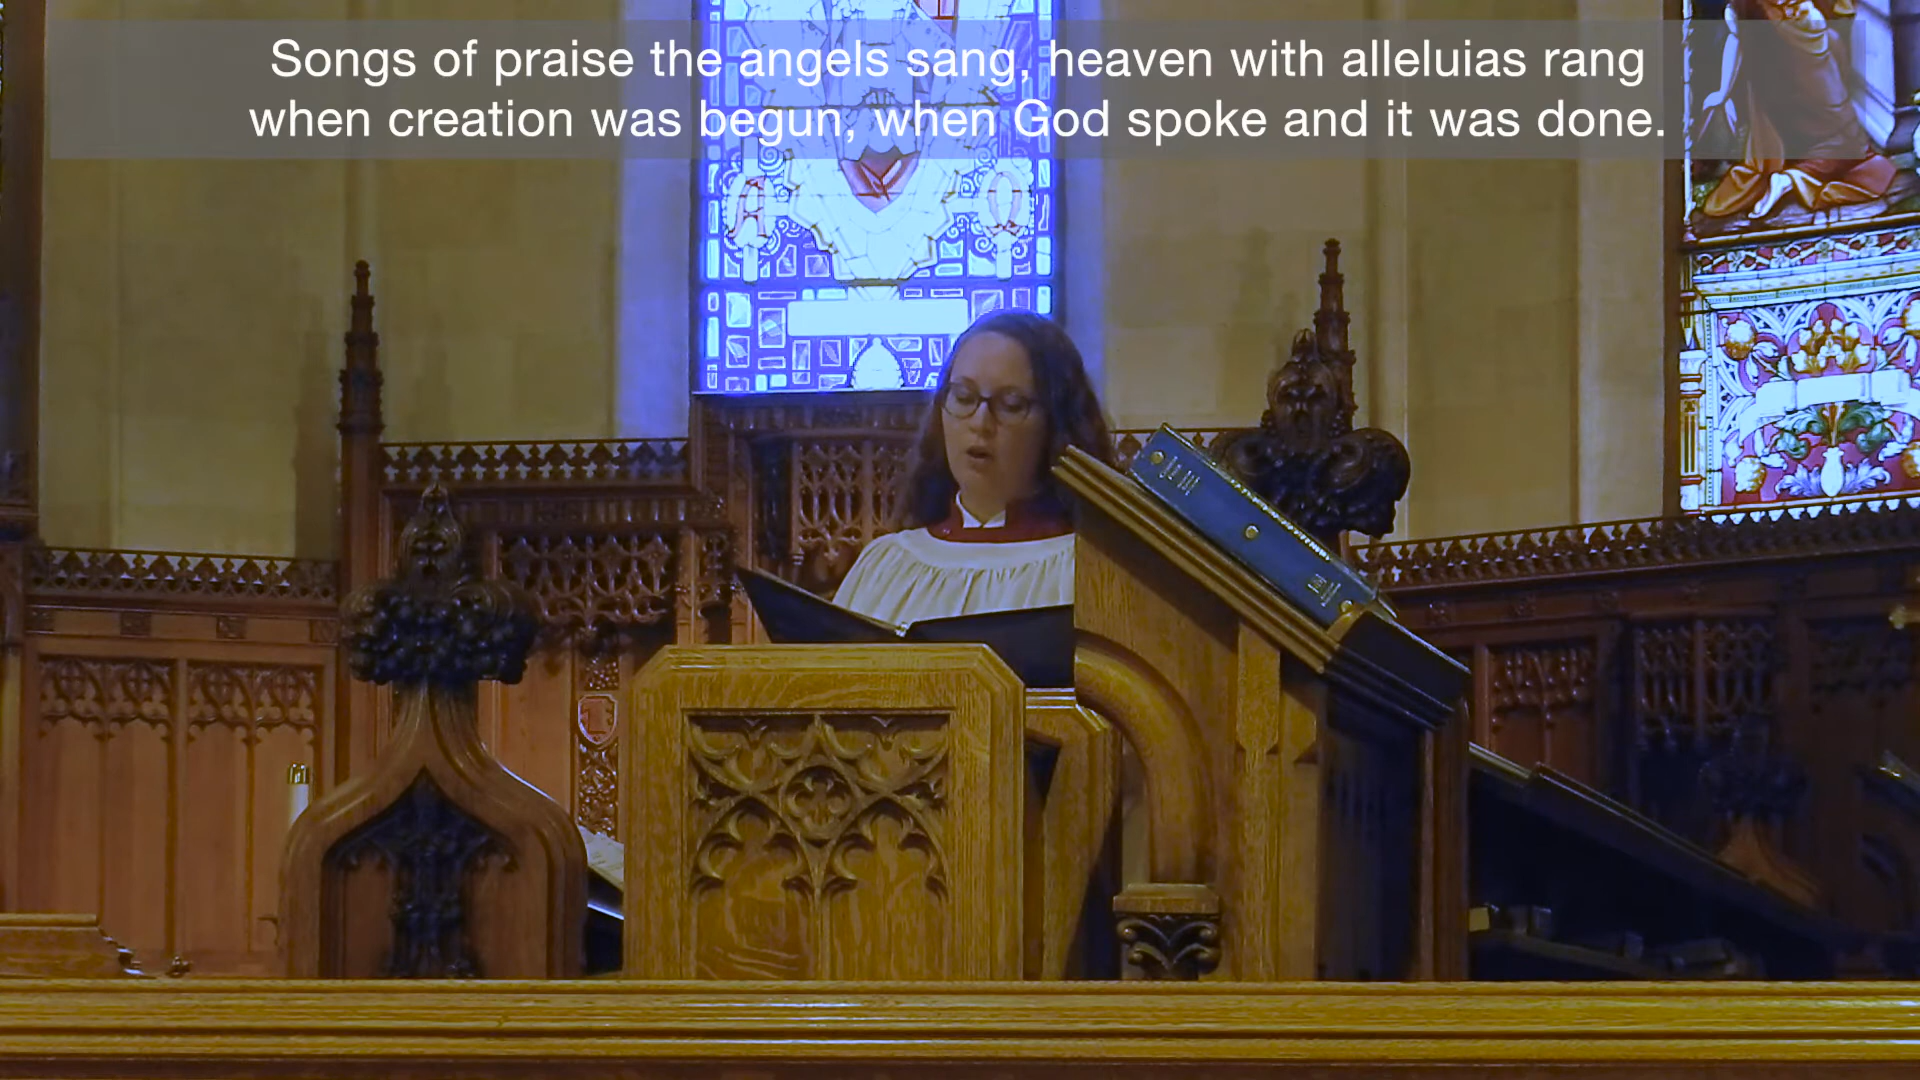 Songs of praise the angels sang, heaven with alleluias rang
when creation was begun, when God spoke and it was done.